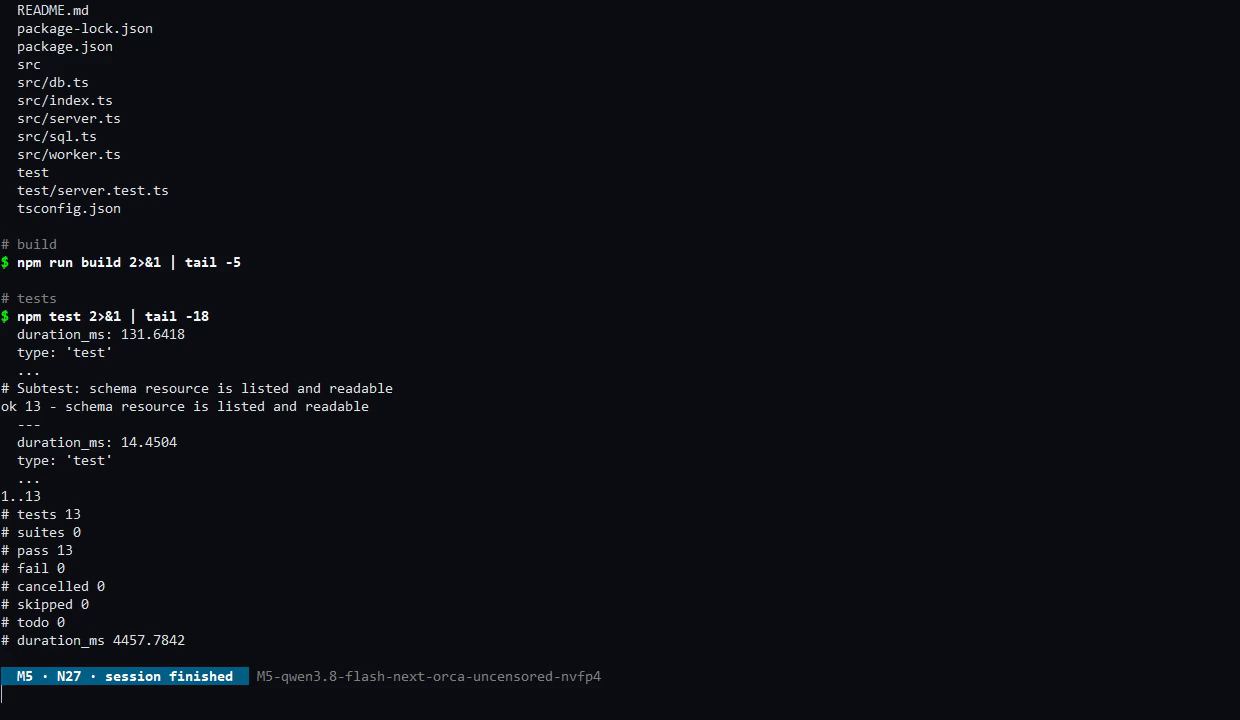 README.md
package-lock.json
package.json
src
src/db.ts
src/index.ts
src/server.ts
src/sql.ts
src/worker.ts
test
test/server.test.ts
tsconfig.json
# build
$ npm run build 2>&1 | tail -5
# tests
$ npm test 2>&1 | tail -18
duration_ms: 131.6418
type: 'test'
...
# Subtest: schema resource is listed and readable
ok 13 - schema resource is listed and readable
---
duration_ms: 14.4504
type: 'test'
...
1..13
# tests 13
# suites 0
# pass 13
# fail 0
# cancelled 0
# skipped 0
# todo 0
# duration_ms 4457.7842
M5 · N27 · session finished M5-qwen3.8-flash-next-orca-uncensored-nvfp4